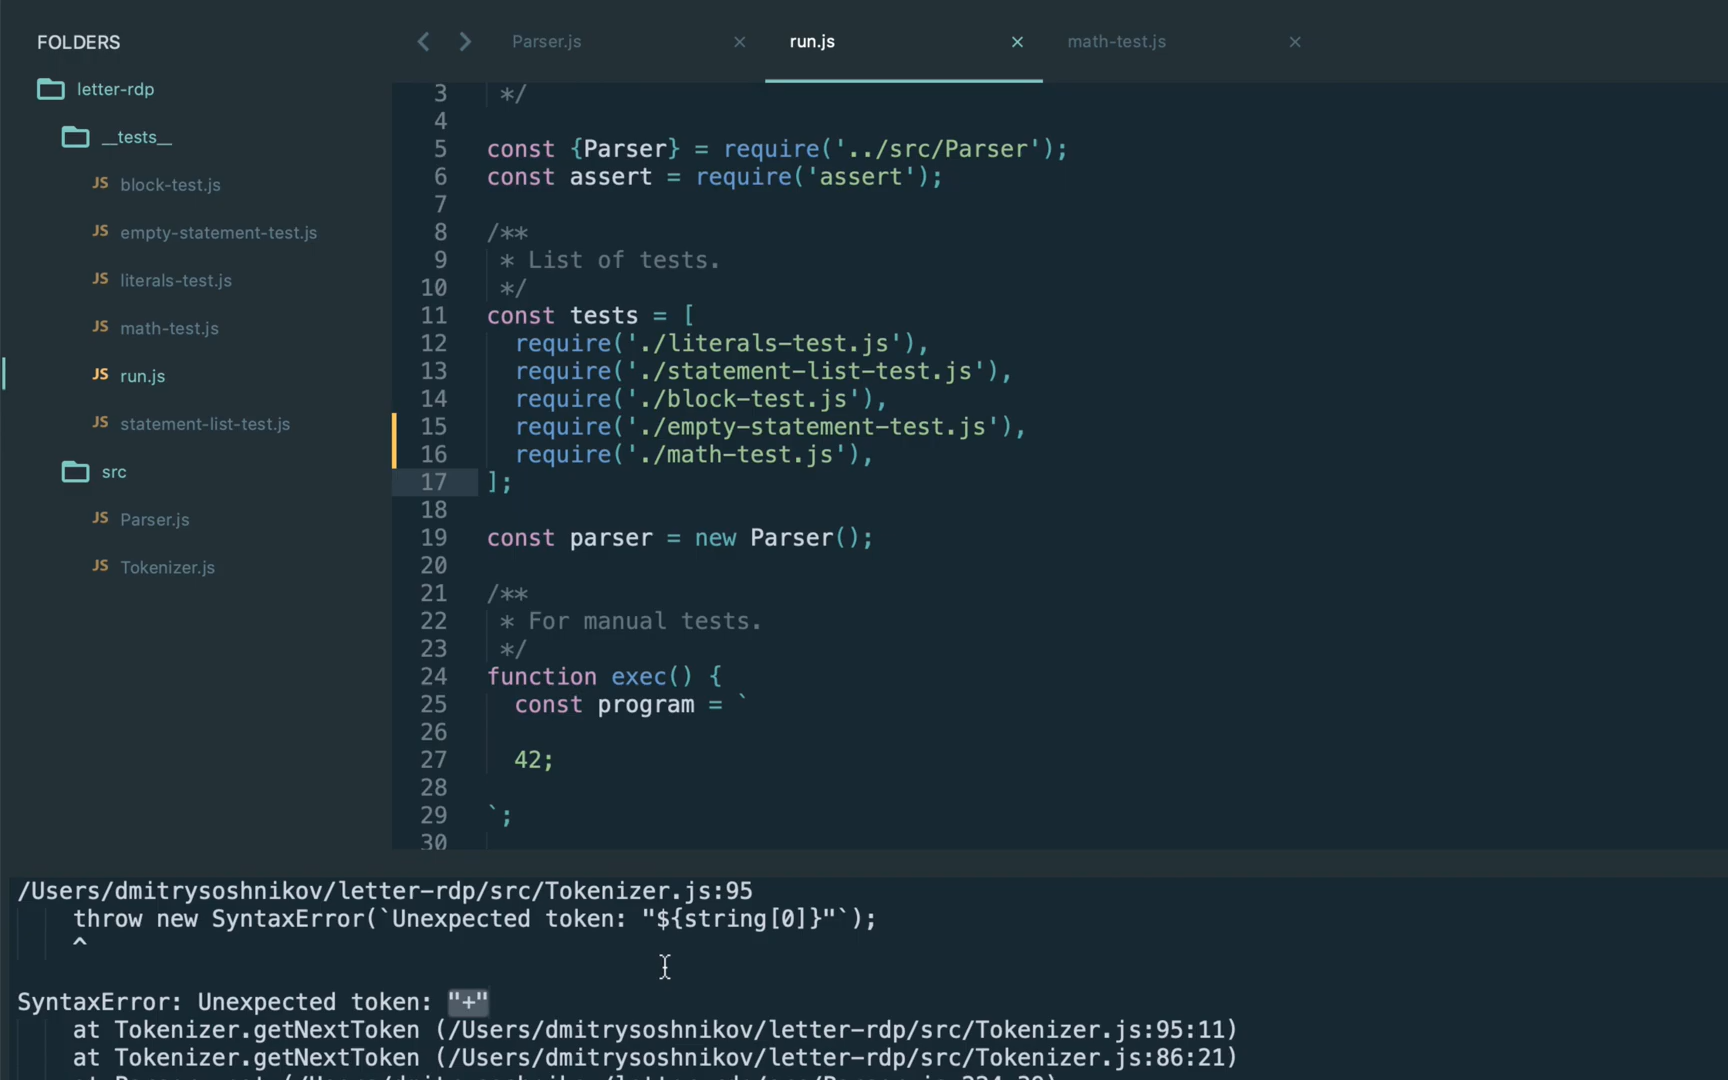 FOLDERS
letter-rdp
__tests__
JS block-test.js
JS empty-statement-test.js
JS literals-test.js
JS math-test.js
JS run.js
JS statement-list-test.js
src
JS Parser.js
JS Tokenizer.js
Parser.js ×
run.js ×
math-test.js ×
3 */
4
5 const {Parser} = require('../src/Parser');
6 const assert = require('assert');
7
8 /**
9 * List of tests.
10 */
11 const tests = [
12 require('./literals-test.js'),
13 require('./statement-list-test.js'),
14 require('./block-test.js'),
15 require('./empty-statement-test.js'),
16 require('./math-test.js'),
17 ];
18
19 const parser = new Parser();
20
21 /**
22 * For manual tests.
23 */
24 function exec() {
25 const program = `
26
27 42;
28
29 `;
30
/Users/dmitrysoshnikov/letter-rdp/src/Tokenizer.js:95
throw new SyntaxError(`Unexpected token: "${string[0]}"`);
^
SyntaxError: Unexpected token: "+"
at Tokenizer.getNextToken (/Users/dmitrysoshnikov/letter-rdp/src/Tokenizer.js:95:11)
at Tokenizer.getNextToken (/Users/dmitrysoshnikov/letter-rdp/src/Tokenizer.js:86:21)